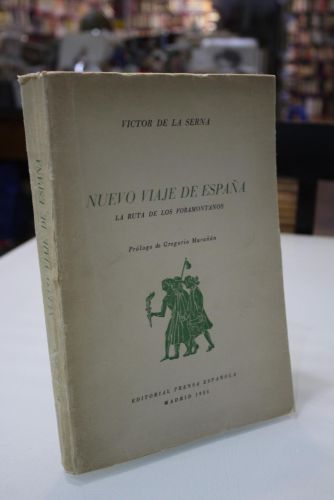 VICTOR DE LA SERNA
NUEVO VIAJE DE ESPAÑA
LA RUTA DE LOS FORAMONTANOS
Prólogo de Gregorio Marañón
EDITORIAL PRENSA ESPAÑOLA
MADRID 1955
NUEVO VIAJE DE ESPAÑA